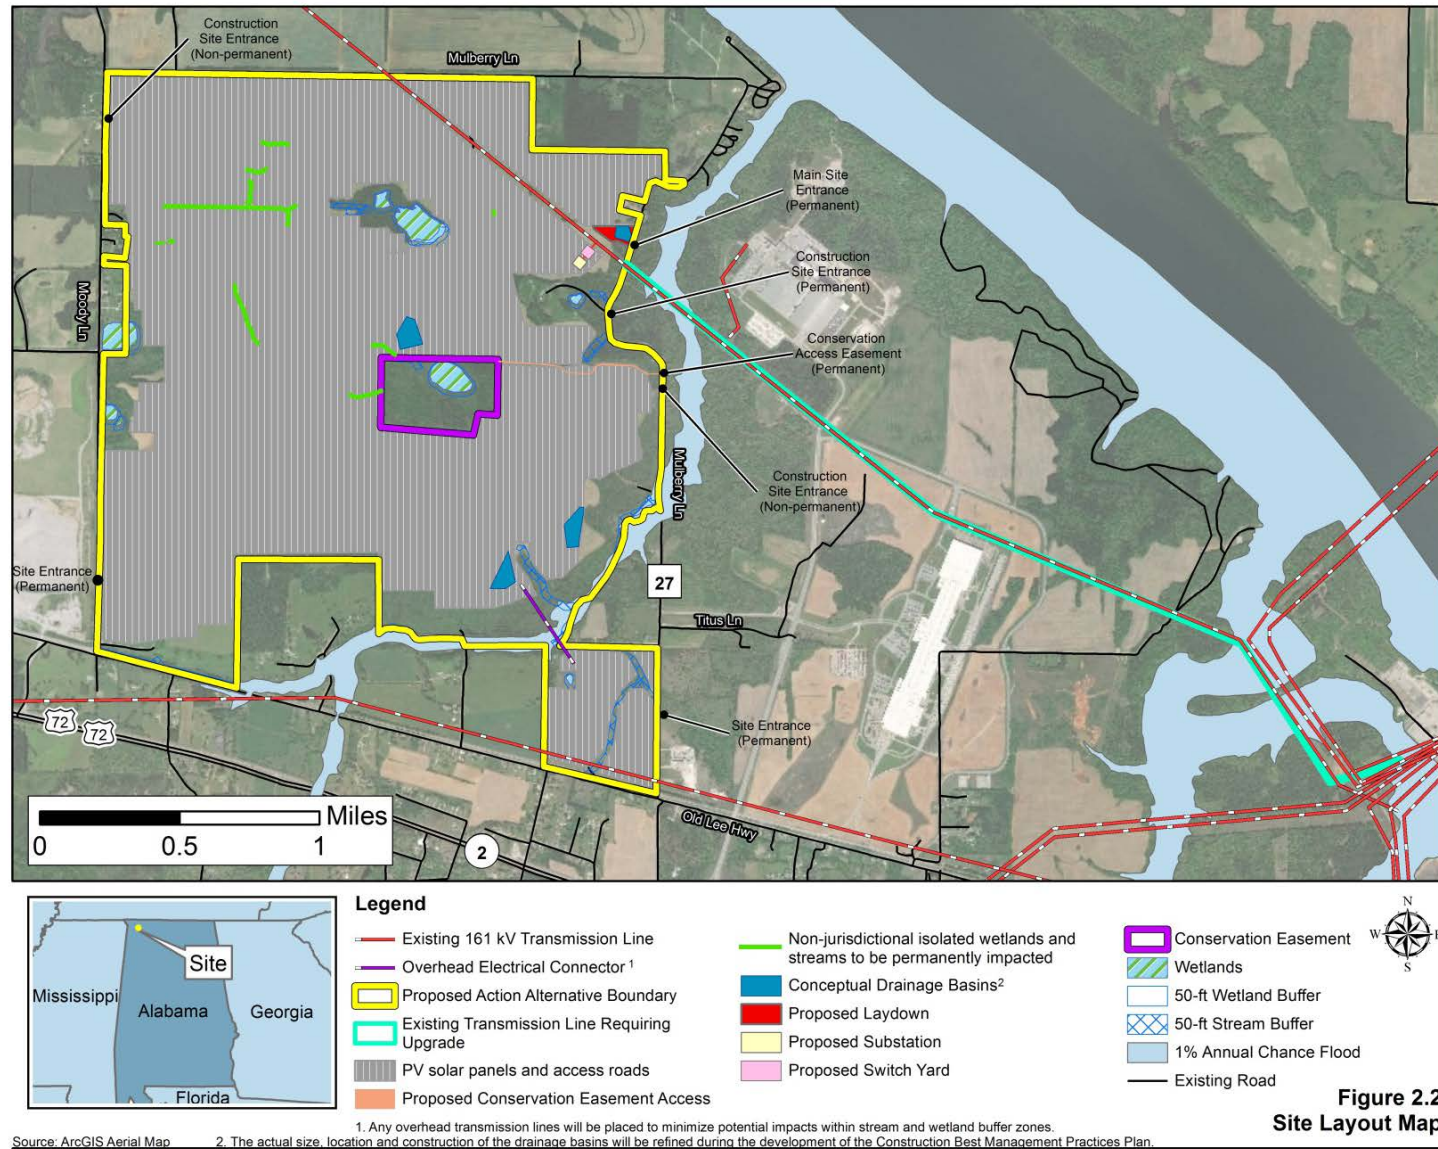 Construction
Site Entrance
(Non-permanent)
Mulberry Ln
Main Site
Entrance
(Permanent)
Construction
Site Entrance
(Permanent)
Moody Ln
Conservation
Access Easement
(Permanent)
Mulberry Ln
Construction
Site Entrance
(Non-permanent)
Site Entrance
(Permanent)
27
Titus Ln
72
72
Site Entrance
(Permanent)
Old Lee Hwy
2
Miles
0 0.5 1
Site
Mississippi
Alabama
Georgia
Florida
Legend
Existing 161 kV Transmission Line
Overhead Electrical Connector 1
Proposed Action Alternative Boundary
Existing Transmission Line Requiring
Upgrade
PV solar panels and access roads
Proposed Conservation Easement Access
Non-jurisdictional isolated wetlands and
streams to be permanently impacted
Conceptual Drainage Basins2
Proposed Laydown
Proposed Substation
Proposed Switch Yard
Conservation Easement
Wetlands
50-ft Wetland Buffer
50-ft Stream Buffer
1% Annual Chance Flood
Existing Road
N
W E
S
Figure 2.2
Site Layout Map
1. Any overhead transmission lines will be placed to minimize potential impacts within stream and wetland buffer zones.
Source: ArcGIS Aerial Map
2. The actual size, location and construction of the drainage basins will be refined during the development of the Construction Best Management Practices Plan.